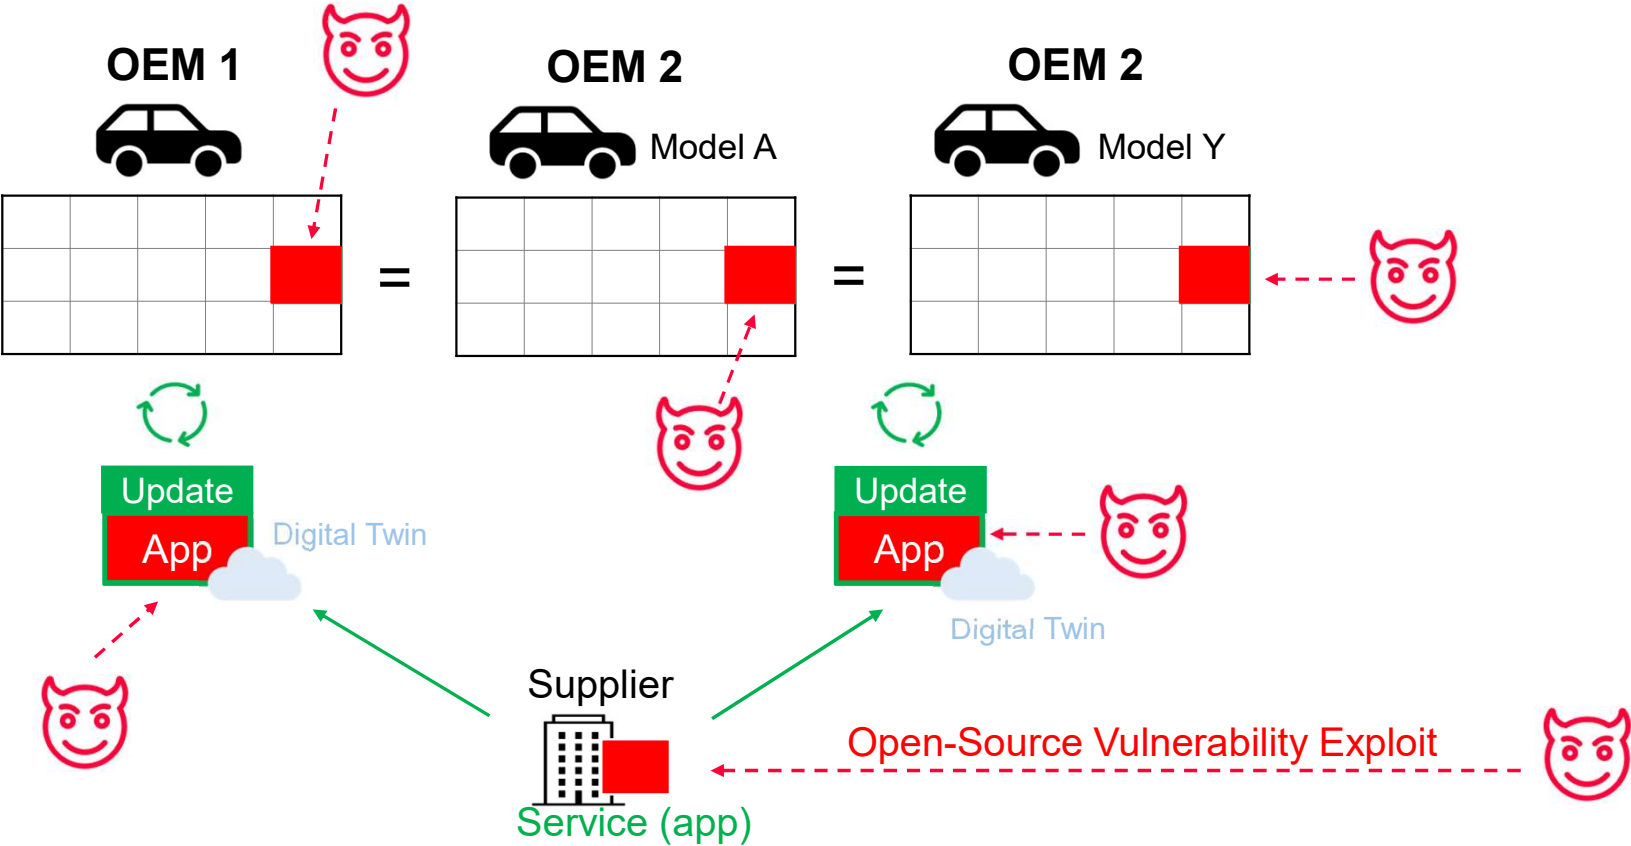 OEM 1
OEM 2
OEM 2
Model A
Model Y
Update
App
Digital Twin
Update
App
Digital Twin
Supplier
Open-Source Vulnerability Exploit
Service (app)
=
=